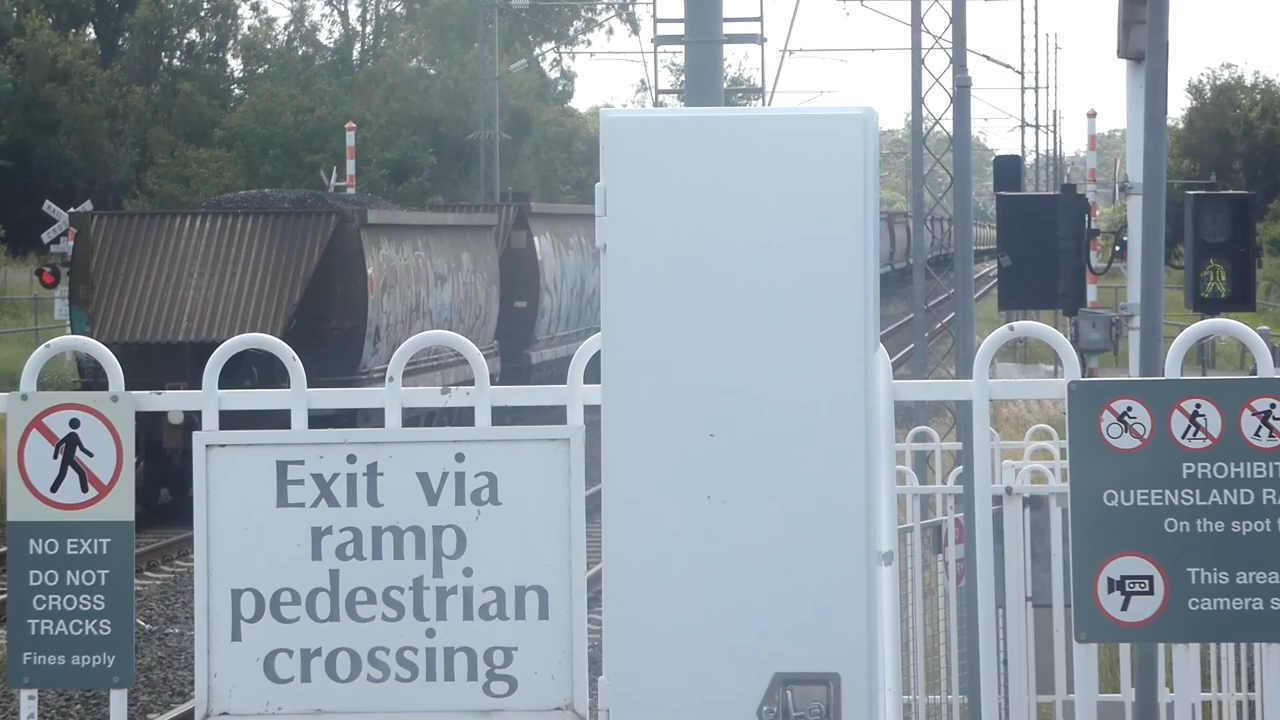 NO EXIT
DO NOT
CROSS
TRACKS
Fines apply
Exit via
ramp
pedestrian
crossing
PROHIBIT
QUEENSLAND RA
On the spot
This area
camera s